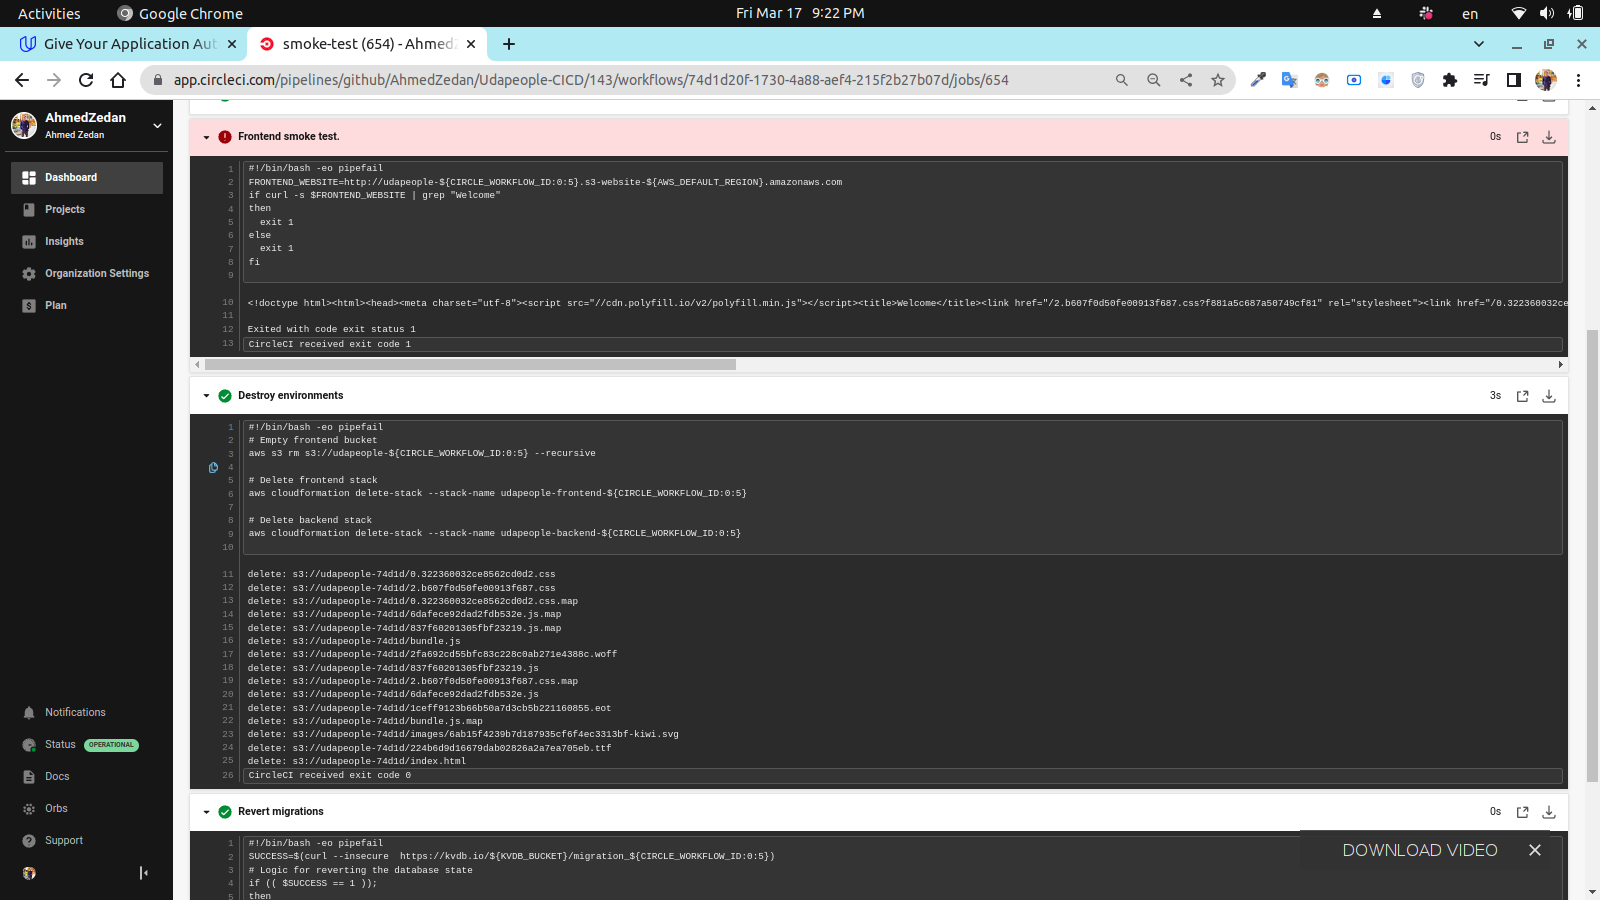 Activities
Google Chrome
Fri Mar 17 9:22 PM
en
Give Your Application Aut
smoke-test (654) - AhmedZ
app.circleci.com/pipelines/github/AhmedZedan/Udapeople-CICD/143/workflows/74d1d20f-1730-4a88-aef4-215f2b27b07d/jobs/654
AhmedZedan
Ahmed Zedan
Dashboard
Projects
Insights
Organization Settings
Plan
Notifications
Status OPERATIONAL
Docs
Orbs
Support
Frontend smoke test.
0s
1 #!/bin/bash -eo pipefail
2 FRONTEND_WEBSITE=http://udapeople-${CIRCLE_WORKFLOW_ID:0:5}.s3-website-${AWS_DEFAULT_REGION}.amazonaws.com
3 if curl -s $FRONTEND_WEBSITE | grep "Welcome"
4 then
5   exit 1
6 else
7   exit 1
8 fi
9
10 <!doctype html><html><head><meta charset="utf-8"><script src="//cdn.polyfill.io/v2/polyfill.min.js"></script><title>Welcome</title><link href="/2.b607f0d50fe00913f687.css?f881a5c687a50749cf81" rel="stylesheet"><link href="/0.322360032ce
11
12 Exited with code exit status 1
13 CircleCI received exit code 1
Destroy environments
3s
1 #!/bin/bash -eo pipefail
2 # Empty frontend bucket
3 aws s3 rm s3://udapeople-${CIRCLE_WORKFLOW_ID:0:5} --recursive
4
5 # Delete frontend stack
6 aws cloudformation delete-stack --stack-name udapeople-frontend-${CIRCLE_WORKFLOW_ID:0:5}
7
8 # Delete backend stack
9 aws cloudformation delete-stack --stack-name udapeople-backend-${CIRCLE_WORKFLOW_ID:0:5}
10
11 delete: s3://udapeople-74d1d/0.322360032ce8562cd0d2.css
12 delete: s3://udapeople-74d1d/2.b607f0d50fe00913f687.css
13 delete: s3://udapeople-74d1d/0.322360032ce8562cd0d2.css.map
14 delete: s3://udapeople-74d1d/6dafece92dad2fdb532e.js.map
15 delete: s3://udapeople-74d1d/837f60201305fbf23219.js.map
16 delete: s3://udapeople-74d1d/bundle.js
17 delete: s3://udapeople-74d1d/2fa692cd55bfc83c228c0ab271e4388c.woff
18 delete: s3://udapeople-74d1d/837f60201305fbf23219.js
19 delete: s3://udapeople-74d1d/2.b607f0d50fe00913f687.css.map
20 delete: s3://udapeople-74d1d/6dafece92dad2fdb532e.js
21 delete: s3://udapeople-74d1d/1ceff9123b66b50a7d3cb5b221160855.eot
22 delete: s3://udapeople-74d1d/bundle.js.map
23 delete: s3://udapeople-74d1d/images/6ab15f4239b7d187935cf6f4ec3313bf-kiwi.svg
24 delete: s3://udapeople-74d1d/224b6d9d16679dab02826a2a7ea705eb.ttf
25 delete: s3://udapeople-74d1d/index.html
26 CircleCI received exit code 0
Revert migrations
0s
1 #!/bin/bash -eo pipefail
2 SUCCESS=$(curl --insecure  https://kvdb.io/${KVDB_BUCKET}/migration_${CIRCLE_WORKFLOW_ID:0:5})
3 # Logic for reverting the database state
4 if (( $SUCCESS == 1 ));
5 then
DOWNLOAD VIDEO